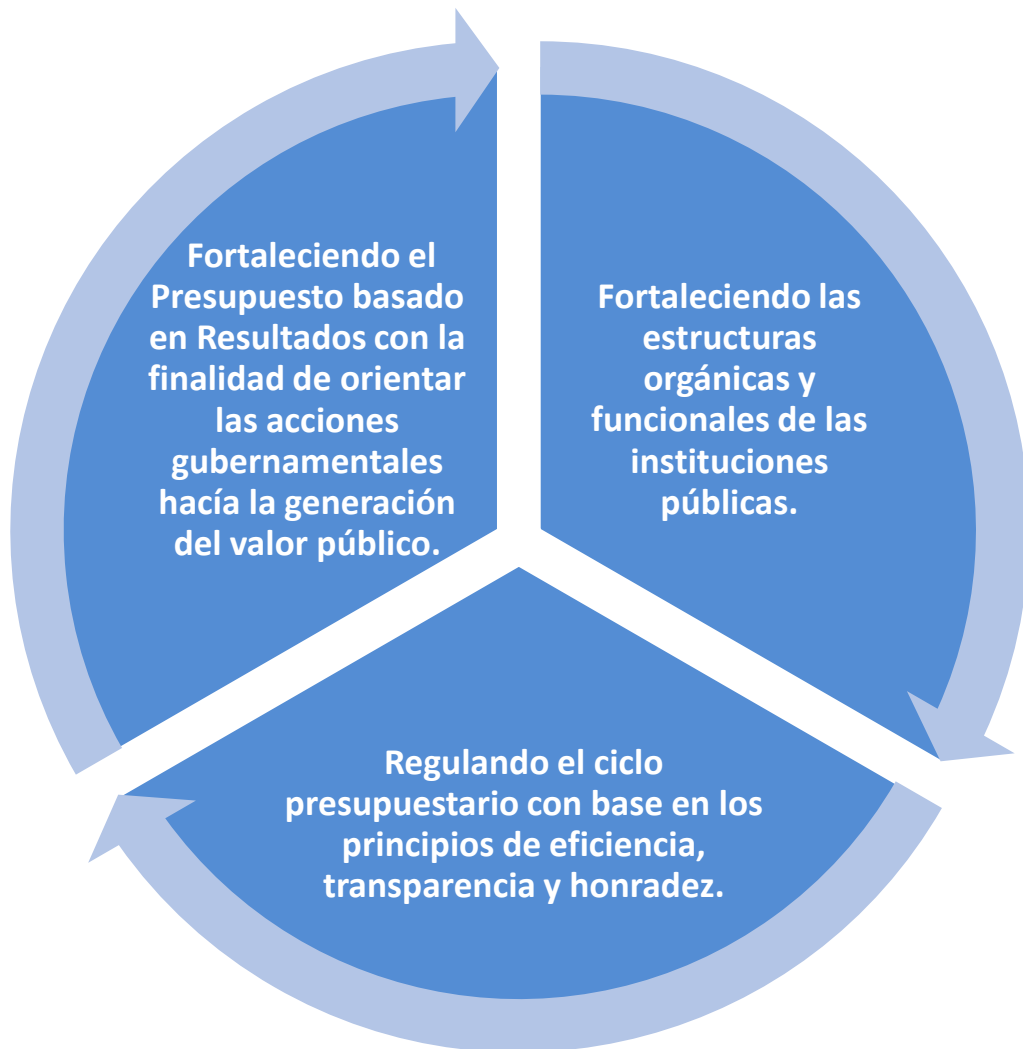 Fortaleciendo el
Presupuesto basado
en Resultados con la
finalidad de orientar
las acciones
gubernamentales
hacía la generación
del valor público.
Fortaleciendo las
estructuras
orgánicas y
funcionales de las
instituciones
públicas.
Regulando el ciclo
presupuestario con base en los
principios de eficiencia,
transparencia y honradez.